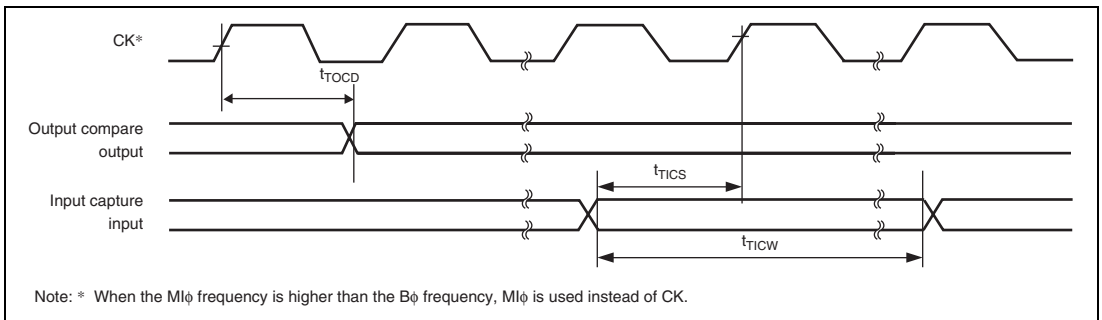 CK*
tTOCD
Output compare
output
tTICS
Input capture
input
tTICW
Note: * When the MIϕ frequency is higher than the Bϕ frequency, MIϕ is used instead of CK.